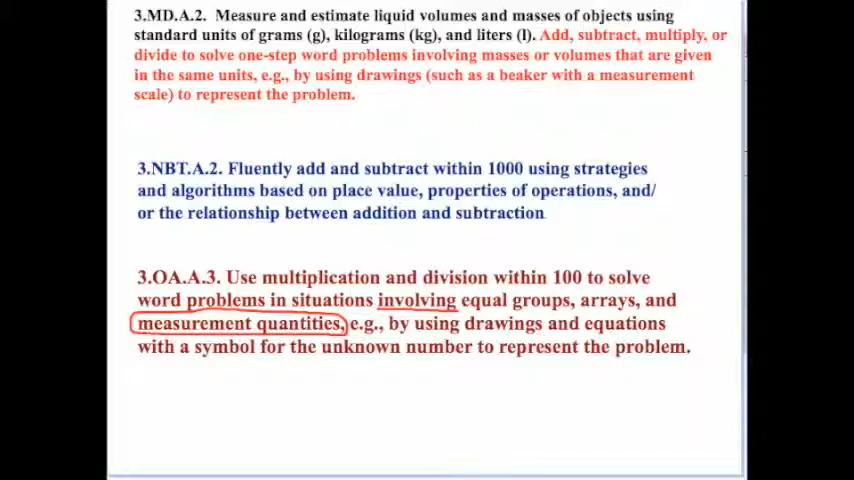 3.MD.A.2. Measure and estimate liquid volumes and masses of objects using
standard units of grams (g), kilograms (kg), and liters (l). Add, subtract, multiply, or
divide to solve one-step word problems involving masses or volumes that are given
in the same units, e.g., by using drawings (such as a beaker with a measurement
scale) to represent the problem.
3.NBT.A.2. Fluently add and subtract within 1000 using strategies
and algorithms based on place value, properties of operations, and/
or the relationship between addition and subtraction
3.OA.A.3. Use multiplication and division within 100 to solve
word problems in situations involving equal groups, arrays, and
measurement quantities, e.g., by using drawings and equations
with a symbol for the unknown number to represent the problem.